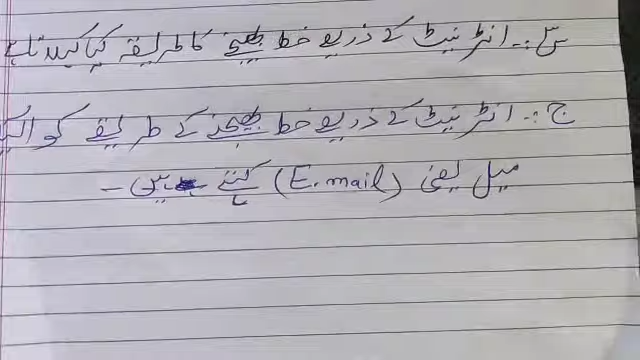 س:۔ انٹرنیٹ کے ذریعے خط بھیجنے کا طریقہ کیا کہلاتا ہے
ج:۔ انٹرنیٹ کے ذریعے خط بھیجنے کے طریقے کو الیک
میل یعنی (E.mail) کہتے ہیں ۔